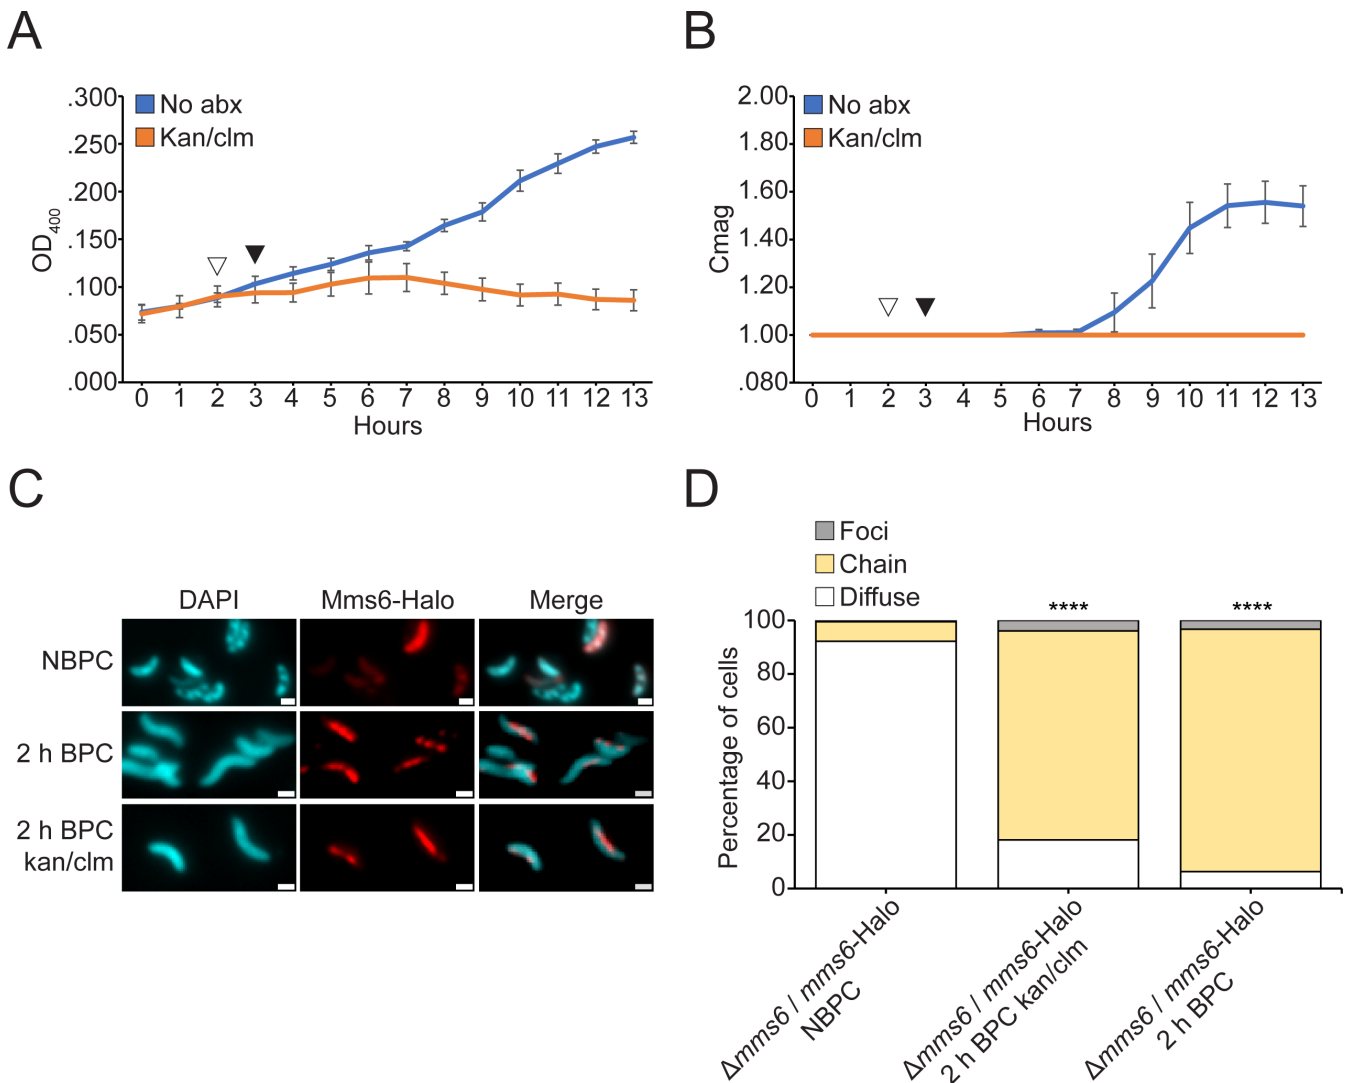 A
.300
.250
.200
.150
.100
.050
.000
OD400
No abx
Kan/clm
0 1 2 3 4 5 6 7 8 9 10 11 12 13
Hours
B
2.00
1.80
1.60
1.40
1.20
1.00
.080
Cmag
No abx
Kan/clm
0 1 2 3 4 5 6 7 8 9 10 11 12 13
Hours
C
DAPI Mms6-Halo Merge
NBPC
2 h BPC
2 h BPC
kan/clm
D
Foci
Chain
Diffuse
100
80
60
40
20
0
Percentage of cells
**** ****
Δmms6 / mms6-Halo
NBPC
Δmms6 / mms6-Halo
2 h BPC kan/clm
Δmms6 / mms6-Halo
2 h BPC